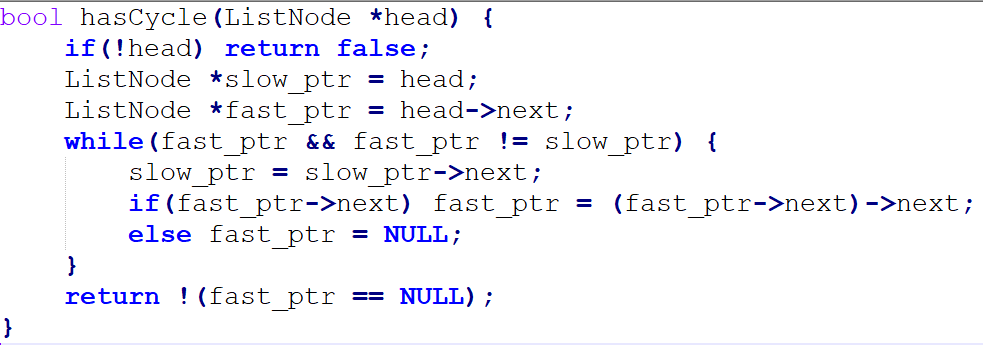 bool hasCycle(ListNode *head) {
    if(!head) return false;
    ListNode *slow_ptr = head;
    ListNode *fast_ptr = head->next;
    while(fast_ptr && fast_ptr != slow_ptr) {
        slow_ptr = slow_ptr->next;
        if(fast_ptr->next) fast_ptr = (fast_ptr->next)->next;
        else fast_ptr = NULL;
    }
    return !(fast_ptr == NULL);
}